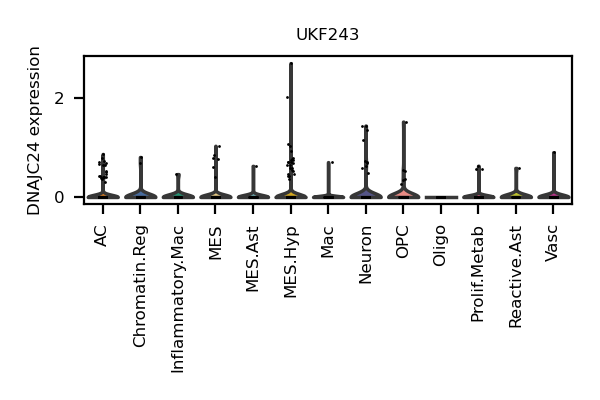 UKF243
DNAJC24 expression
2
0
AC
Chromatin.Reg
Inflammatory.Mac
MES
MES.Ast
MES.Hyp
Mac
Neuron
OPC
Oligo
Prolif.Metab
Reactive.Ast
Vasc